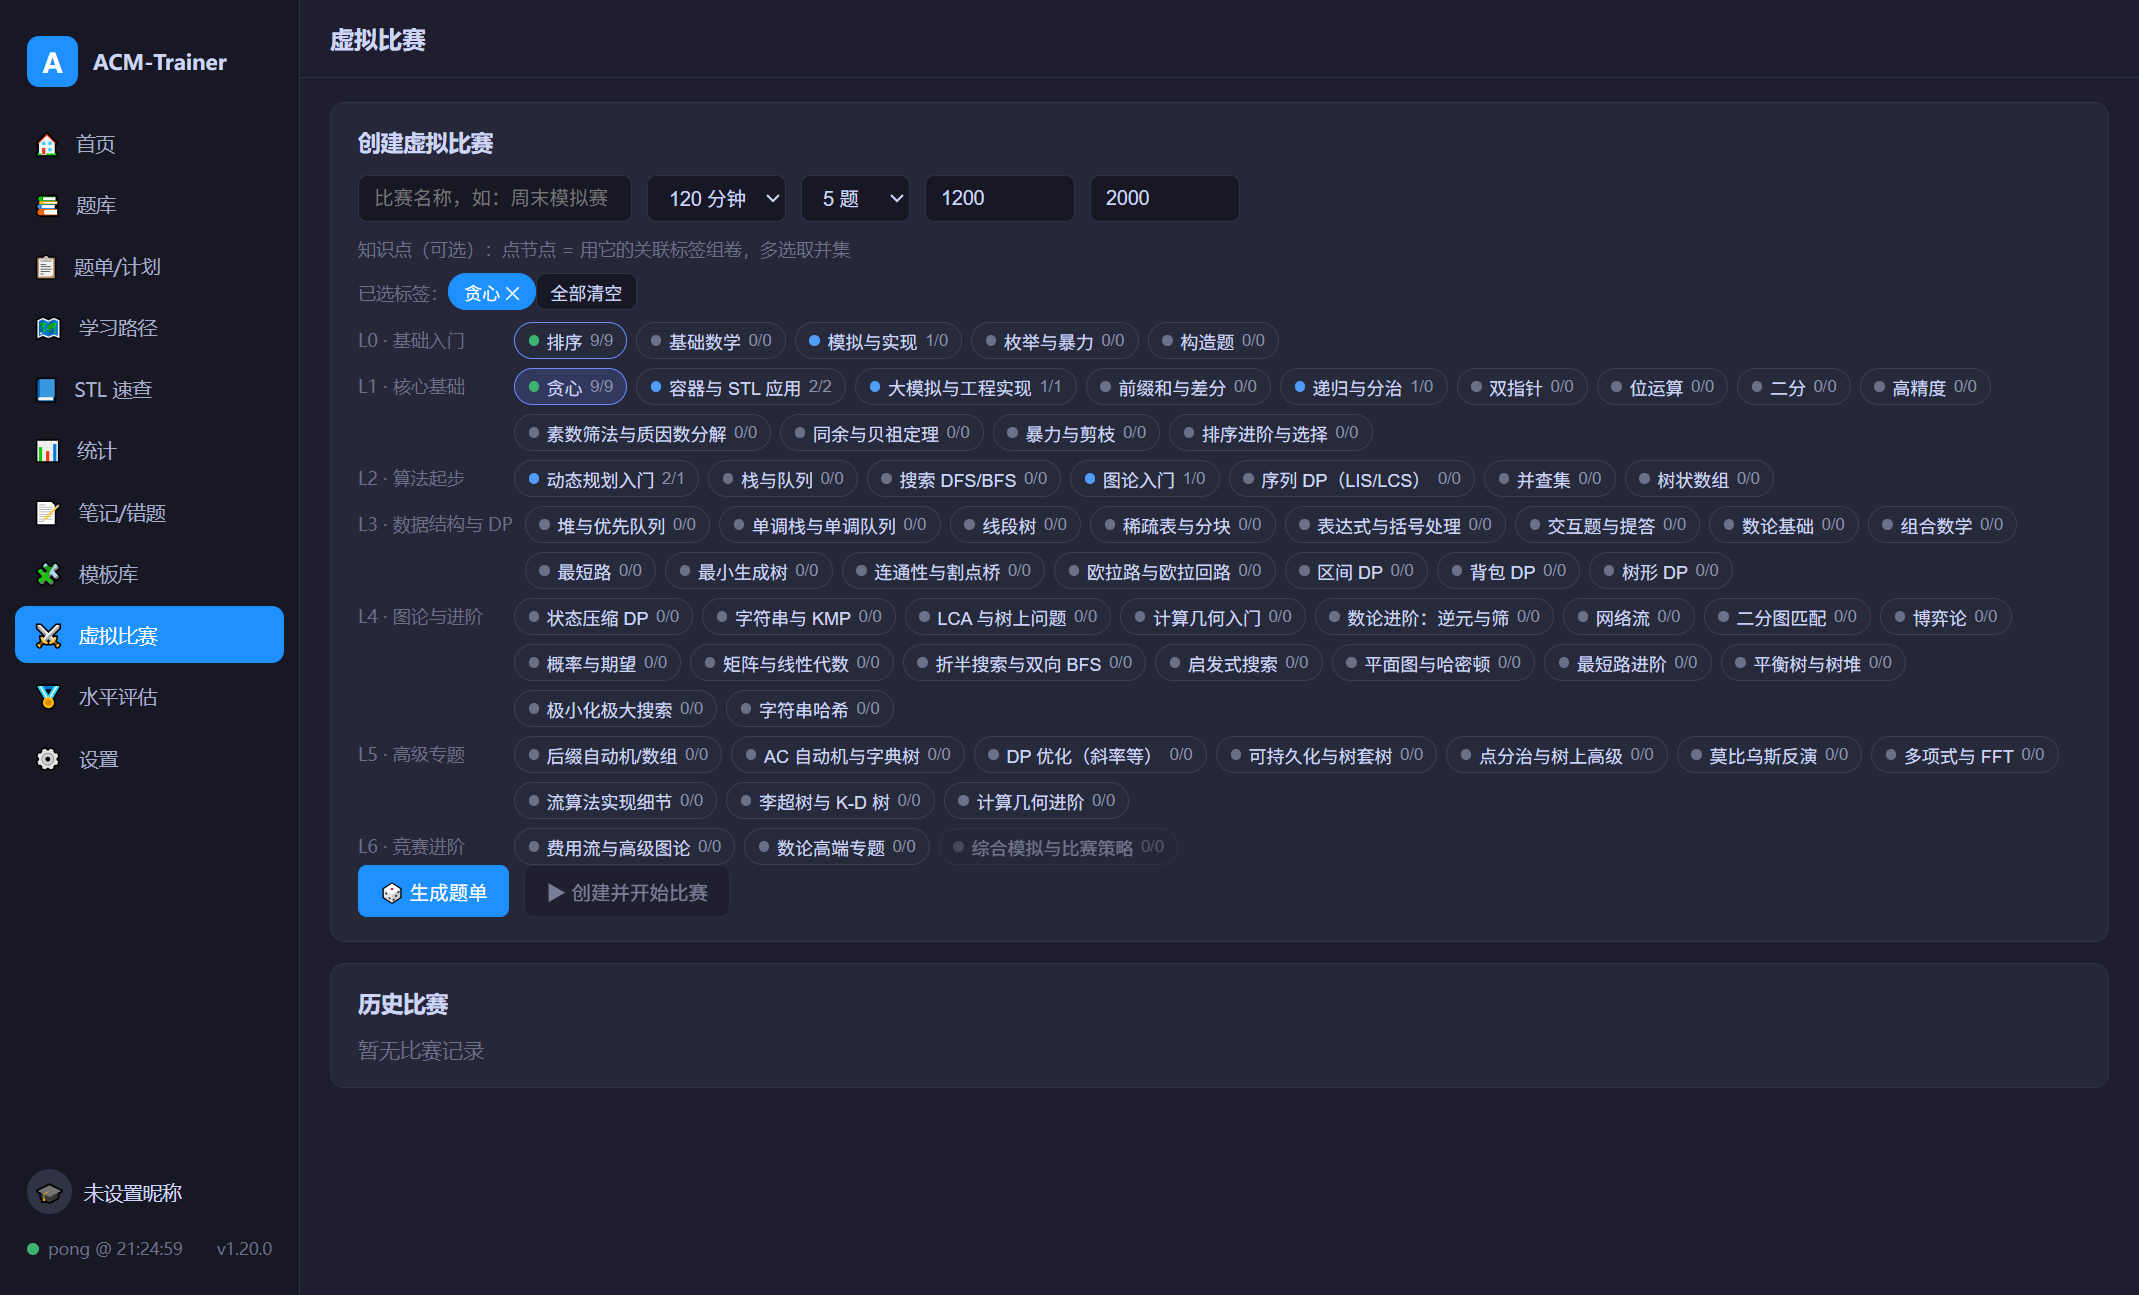 A ACM-Trainer
首页
题库
题单/计划
学习路径
STL 速查
统计
笔记/错题
模板库
虚拟比赛
水平评估
设置
未设置昵称
pong @ 21:24:59 v1.20.0
虚拟比赛
创建虚拟比赛
比赛名称，如：周末模拟赛 120 分钟 5 题 1200 2000
知识点（可选）：点节点 = 用它的关联标签组卷，多选取并集
已选标签： 贪心 × 全部清空
L0 · 基础入门 排序 9/9 基础数学 0/0 模拟与实现 1/0 枚举与暴力 0/0 构造题 0/0
L1 · 核心基础 贪心 9/9 容器与 STL 应用 2/2 大模拟与工程实现 1/1 前缀和与差分 0/0 递归与分治 1/0 双指针 0/0 位运算 0/0 二分 0/0 高精度 0/0
素数筛法与质因数分解 0/0 同余与贝祖定理 0/0 暴力与剪枝 0/0 排序进阶与选择 0/0
L2 · 算法起步 动态规划入门 2/1 栈与队列 0/0 搜索 DFS/BFS 0/0 图论入门 1/0 序列 DP（LIS/LCS） 0/0 并查集 0/0 树状数组 0/0
L3 · 数据结构与 DP 堆与优先队列 0/0 单调栈与单调队列 0/0 线段树 0/0 稀疏表与分块 0/0 表达式与括号处理 0/0 交互题与提答 0/0 数论基础 0/0 组合数学 0/0
最短路 0/0 最小生成树 0/0 连通性与割点桥 0/0 欧拉路与欧拉回路 0/0 区间 DP 0/0 背包 DP 0/0 树形 DP 0/0
L4 · 图论与进阶 状态压缩 DP 0/0 字符串与 KMP 0/0 LCA 与树上问题 0/0 计算几何入门 0/0 数论进阶：逆元与筛 0/0 网络流 0/0 二分图匹配 0/0 博弈论 0/0
概率与期望 0/0 矩阵与线性代数 0/0 折半搜索与双向 BFS 0/0 启发式搜索 0/0 平面图与哈密顿 0/0 最短路进阶 0/0 平衡树与树堆 0/0
极小化极大搜索 0/0 字符串哈希 0/0
L5 · 高级专题 后缀自动机/数组 0/0 AC 自动机与字典树 0/0 DP 优化（斜率等） 0/0 可持久化与树套树 0/0 点分治与树上高级 0/0 莫比乌斯反演 0/0 多项式与 FFT 0/0
流算法实现细节 0/0 李超树与 K-D 树 0/0 计算几何进阶 0/0
L6 · 竞赛进阶 费用流与高级图论 0/0 数论高端专题 0/0 综合模拟与比赛策略 0/0
生成题单 ▶ 创建并开始比赛
历史比赛
暂无比赛记录